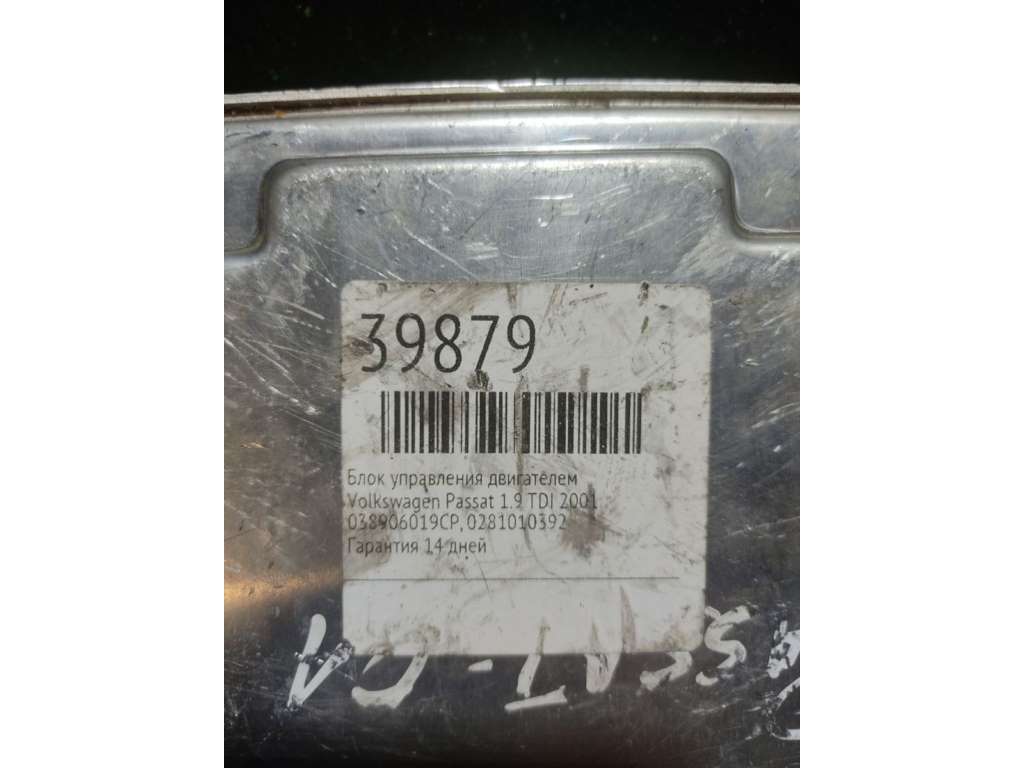 39879
Блок управления двигателем
Volkswagen Passat 1.9 TDI 2001
038906019CP, 0281010392
Гарантия 14 дней